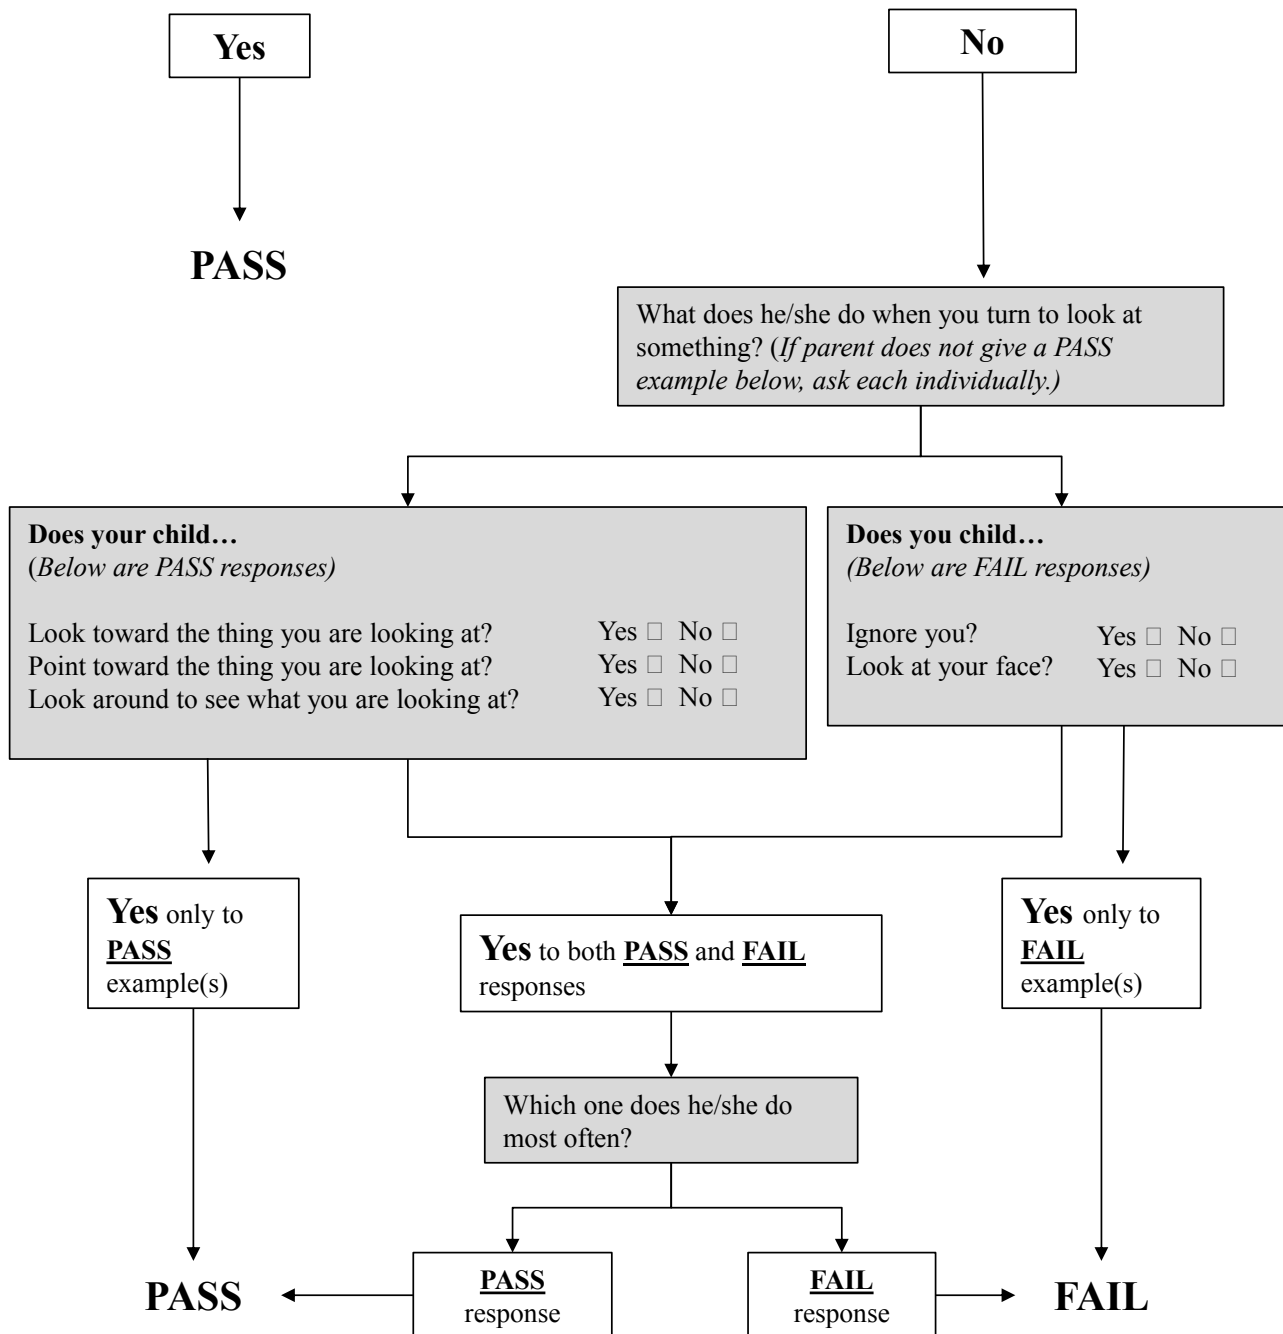 Yes
No
PASS
What does he/she do when you turn to look at
something? (If parent does not give a PASS
example below, ask each individually.)
Does your child…
(Below are PASS responses)
Look toward the thing you are looking at? Yes □ No □
Point toward the thing you are looking at? Yes □ No □
Look around to see what you are looking at? Yes □ No □
Does you child…
(Below are FAIL responses)
Ignore you? Yes □ No □
Look at your face? Yes □ No □
Yes only to
PASS
example(s)
Yes to both PASS and FAIL
responses
Yes only to
FAIL
example(s)
Which one does he/she do
most often?
PASS
PASS
response
FAIL
response
FAIL